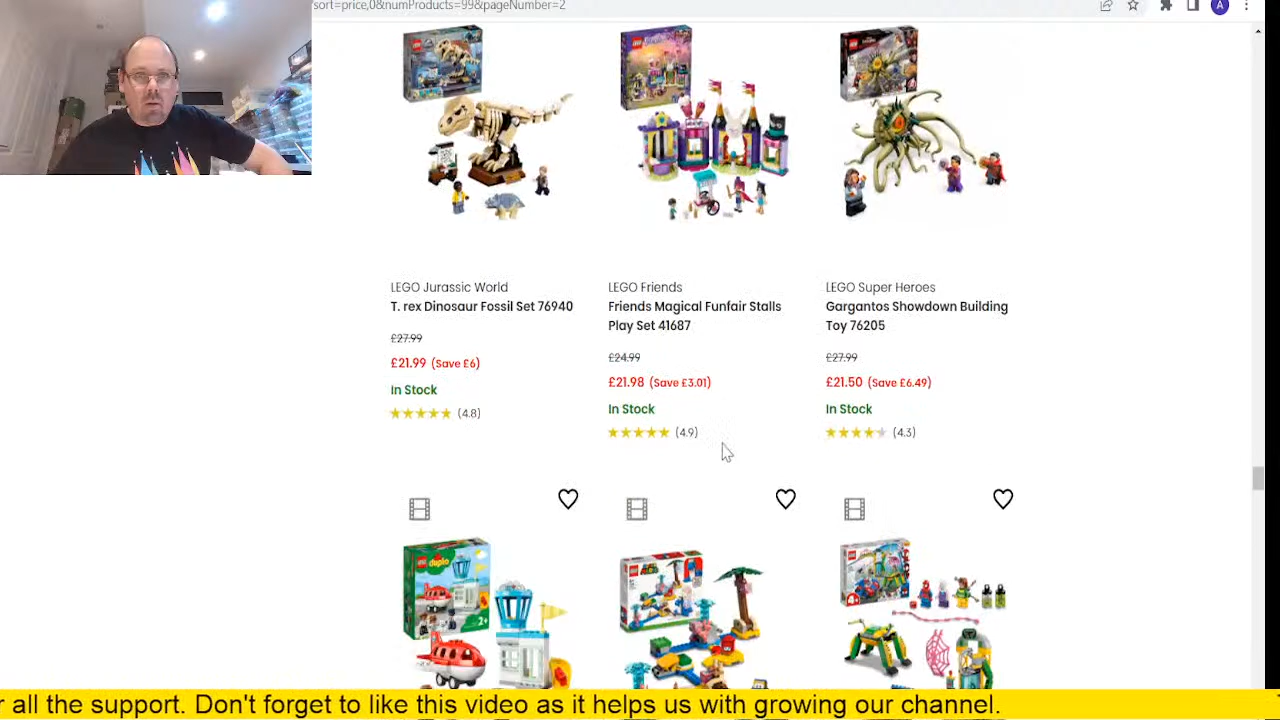 /sort=price,0&numProducts=99&pageNumber=2
A
LEGO Jurassic World
T. rex Dinosaur Fossil Set 76940
£27.99
£21.99 (Save £6)
In Stock
(4.8)
LEGO Friends
Friends Magical Funfair Stalls
Play Set 41687
£24.99
£21.98 (Save £3.01)
In Stock
(4.9)
LEGO Super Heroes
Gargantos Showdown Building
Toy 76205
£27.99
£21.50 (Save £6.49)
In Stock
(4.3)
duplo
2+
4+
r all the support. Don't forget to like this video as it helps us with growing our channel.